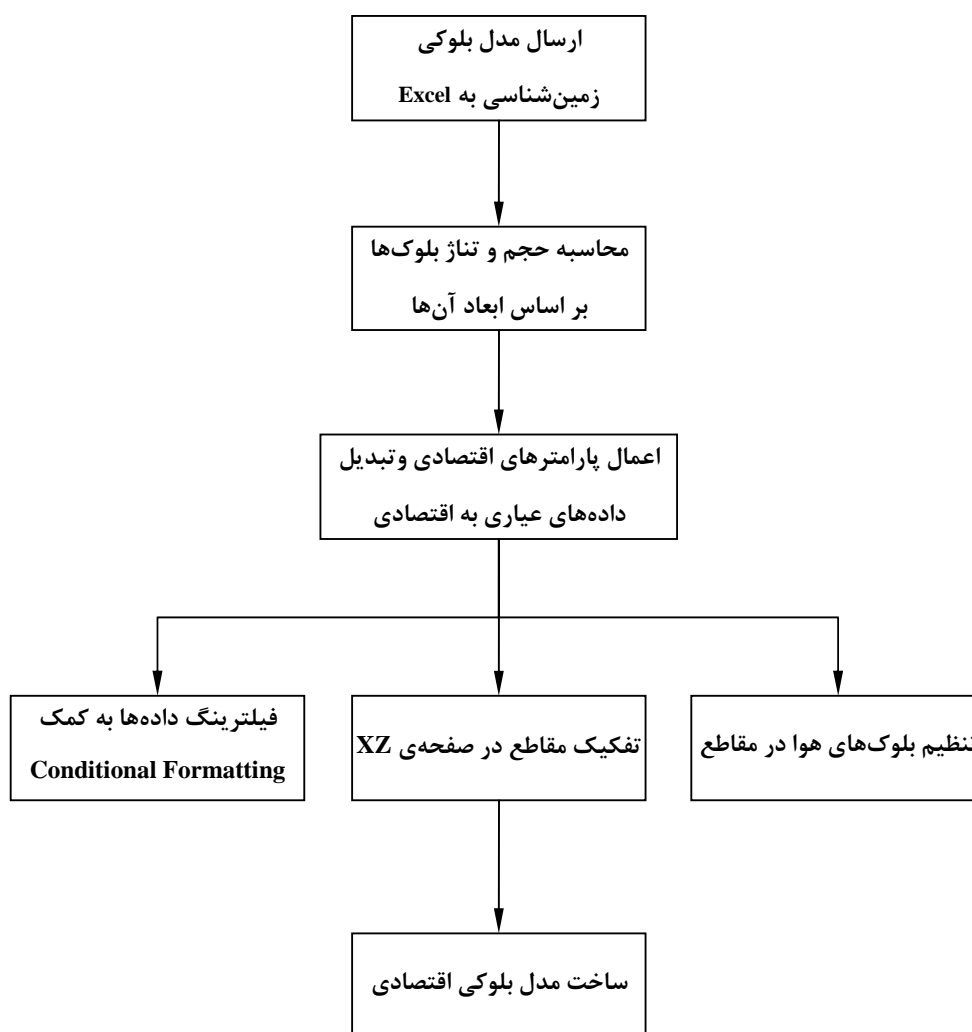 ارسال مدل بلوکی
زمین‌شناسی به Excel
محاسبه حجم و تناژ بلوک‌ها
بر اساس ابعاد آن‌ها
اعمال پارامترهای اقتصادی وتبدیل
داده‌های عیاری به اقتصادی
تنظیم بلوک‌های هوا در مقاطع
تفکیک مقاطع در صفحه‌ی XZ
فیلترینگ داده‌ها به کمک
Conditional Formatting
ساخت مدل بلوکی اقتصادی